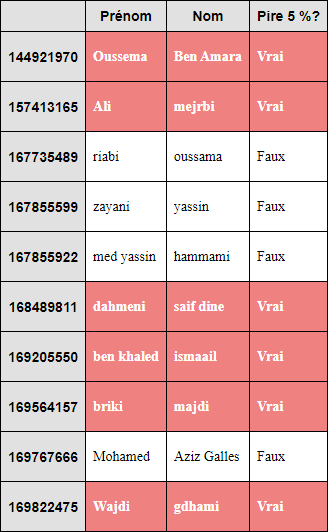 Prénom Nom Pire 5 %?
144921970 Oussema Ben Amara Vrai
157413165 Ali mejrbi Vrai
167735489 riabi oussama Faux
167855599 zayani yassin Faux
167855922 med yassin hammami Faux
168489811 dahmeni saif dine Vrai
169205550 ben khaled ismaail Vrai
169564157 briki majdi Vrai
169767666 Mohamed Aziz Galles Faux
169822475 Wajdi gdhami Vrai